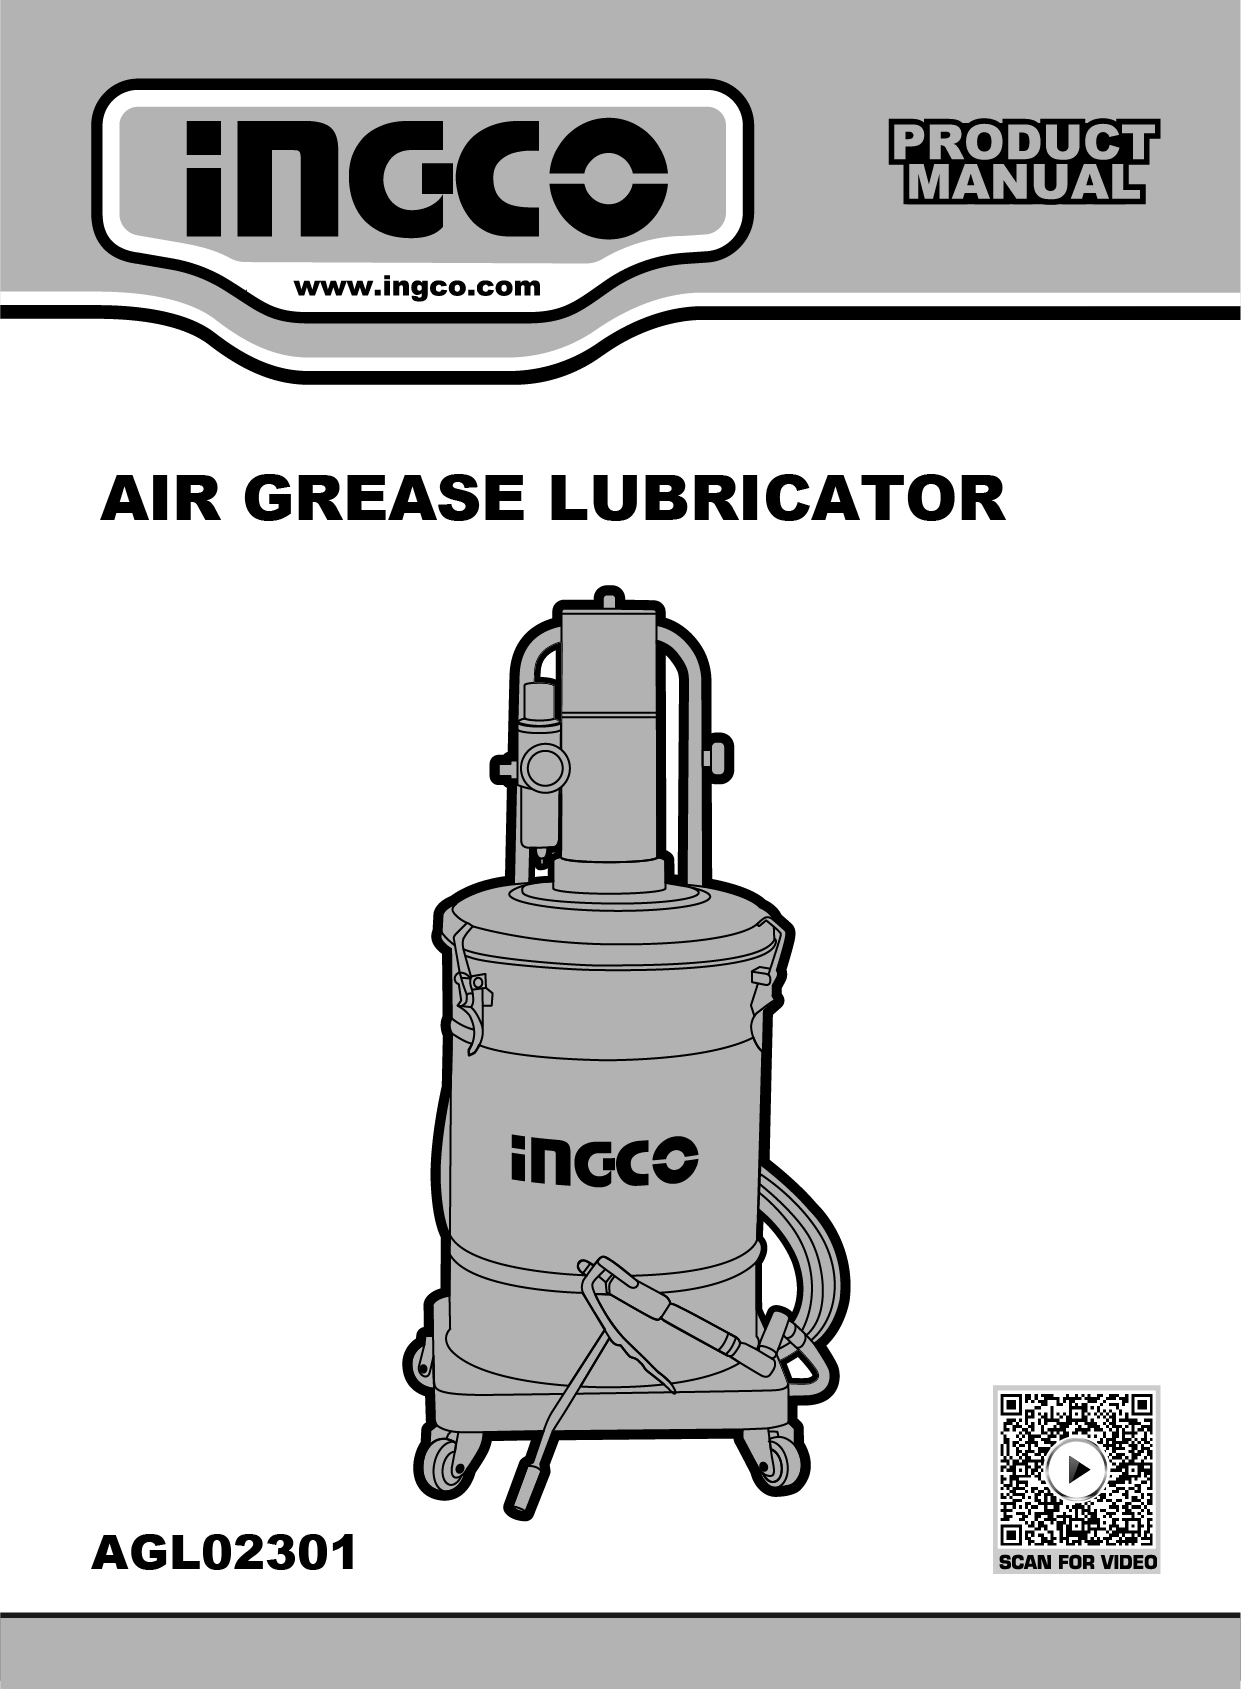 INGCO
www.ingco.com
PRODUCT
MANUAL
AIR GREASE LUBRICATOR
INGCO
AGL02301
SCAN FOR VIDEO